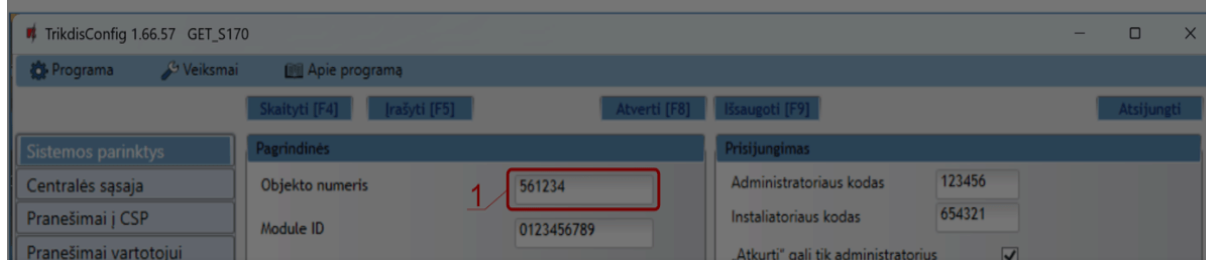 TrikdisConfig 1.66.57 GET_S170
Programa Veiksmai Apie programą
Skaityti [F4] Įrašyti [F5] Atverti [F8] Išsaugoti [F9] Atsijungti
Sistemos parinktys
Centralės sąsaja
Pranešimai į CSP
Pranešimai vartotojui
Pagrindinės
Objekto numeris 1 561234
Module ID 0123456789
Prisijungimas
Administratoriaus kodas 123456
Instaliatoriaus kodas 654321
„Atkurti“ gali tik administratorius